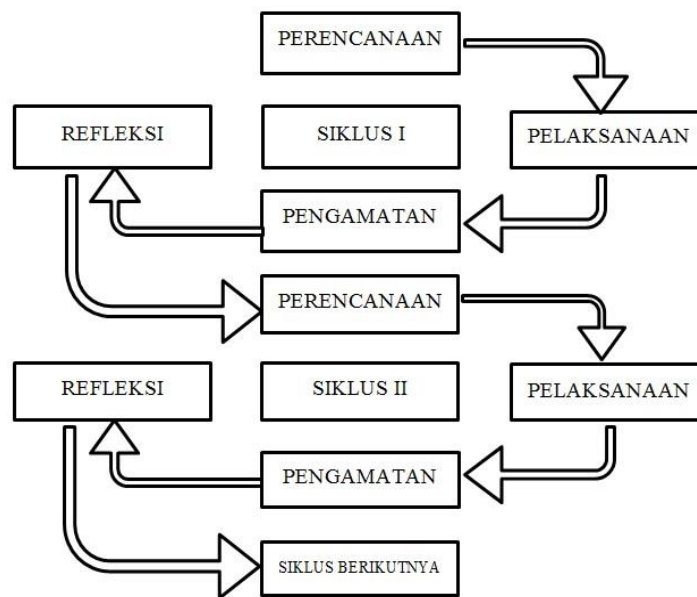 PERENCANAAN
REFLEKSI
SIKLUS I
PELAKSANAAN
PENGAMATAN
PERENCANAAN
REFLEKSI
SIKLUS II
PELAKSANAAN
PENGAMATAN
SIKLUS BERIKUTNYA